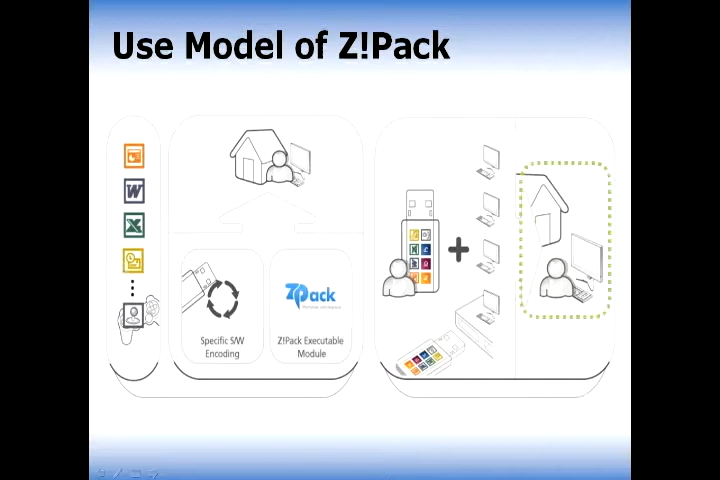 Use Model of Z!Pack
W
ZPack
Specific S/W
Encoding
Z!Pack Executable
Module